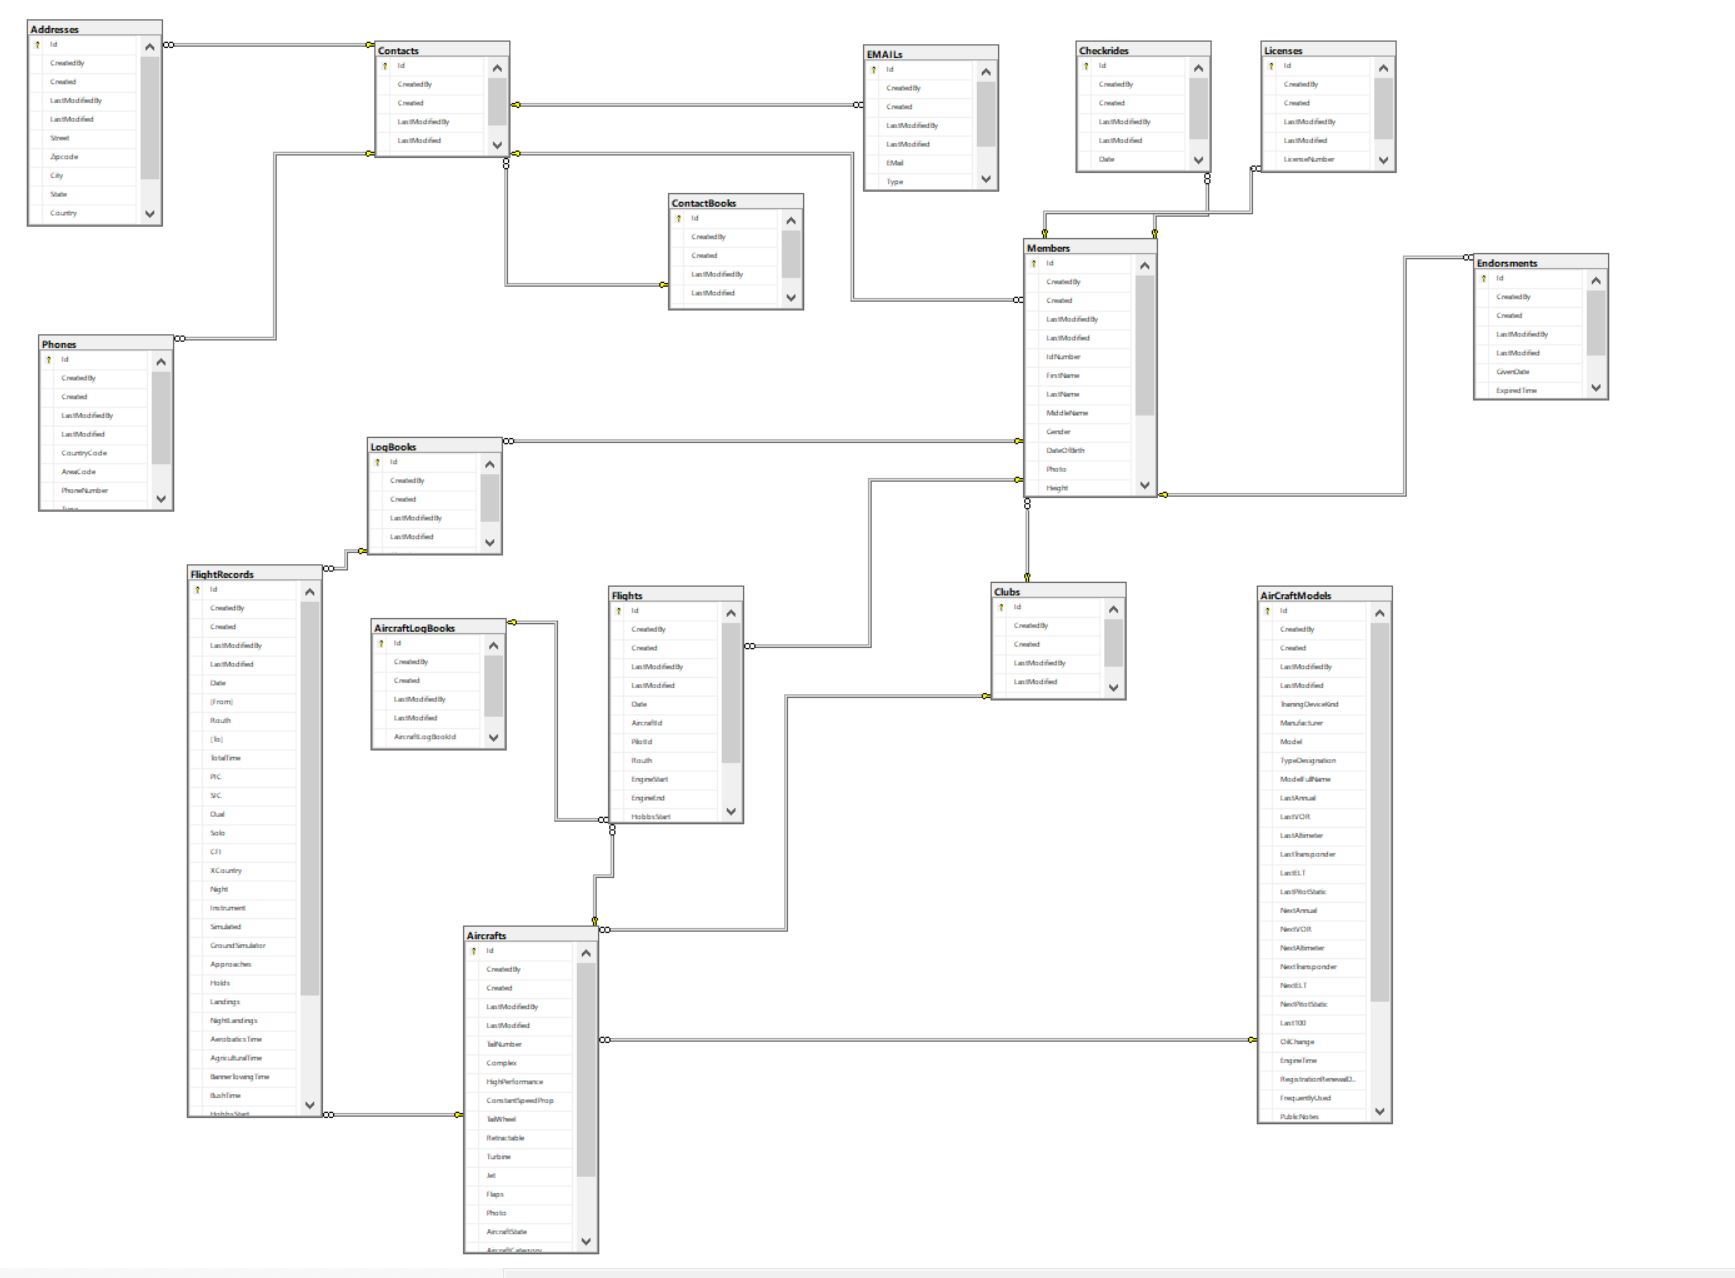 Addresses
Id
CreatedBy
Created
LastModifiedBy
LastModified
Street
Zipcode
City
State
Country
Contacts
Id
CreatedBy
Created
LastModifiedBy
LastModified
EMAILs
Id
CreatedBy
Created
LastModifiedBy
LastModified
EMail
Type
Checkrides
Id
CreatedBy
Created
LastModifiedBy
LastModified
Date
Licenses
Id
CreatedBy
Created
LastModifiedBy
LastModified
LicenseNumber
ContactBooks
Id
CreatedBy
Created
LastModifiedBy
LastModified
Members
Id
CreatedBy
Created
LastModifiedBy
LastModified
IdNumber
FirstName
LastName
MiddleName
Gender
DateOfBirth
Photo
Height
Endorsments
Id
CreatedBy
Created
LastModifiedBy
LastModified
GivenDate
ExpiredTime
Phones
Id
CreatedBy
Created
LastModifiedBy
LastModified
CountryCode
AreaCode
PhoneNumber
LogBooks
Id
CreatedBy
Created
LastModifiedBy
LastModified
FlightRecords
Id
CreatedBy
Created
LastModifiedBy
LastModified
Date
[From]
Routh
[To]
TotalTime
PIC
SIC
Dual
Solo
CFI
XCountry
Night
Instrument
Simulated
GroundSimulator
Approaches
Holds
Landings
NightLandings
AerobaticsTime
AgriculturalTime
BannerTowingTime
BushTime
HobbsStart
AircraftLogBooks
Id
CreatedBy
Created
LastModifiedBy
LastModified
AircraftLogBookId
Flights
Id
CreatedBy
Created
LastModifiedBy
LastModified
Date
AircraftId
PilotId
Routh
EngineStart
EngineEnd
HobbsStart
Clubs
Id
CreatedBy
Created
LastModifiedBy
LastModified
AirCraftModels
Id
CreatedBy
Created
LastModifiedBy
LastModified
TrainingDeviceKind
Manufacturer
Model
TypeDesignation
ModelFullName
LastAnnual
LastVOR
LastAltimeter
LastTransponder
LastELT
LastPitotStatic
NextAnnual
NextVOR
NextAltimeter
NextTransponder
NextELT
NextPitotStatic
Last100
OilChange
EngineTime
RegistrationRenewalD...
FrequentlyUsed
PublicNotes
Aircrafts
Id
CreatedBy
Created
LastModifiedBy
LastModified
TailNumber
Complex
HighPerformance
ConstantSpeedProp
TailWheel
Retractable
Turbine
Jet
Flaps
Photo
AircraftState
AircraftCategory